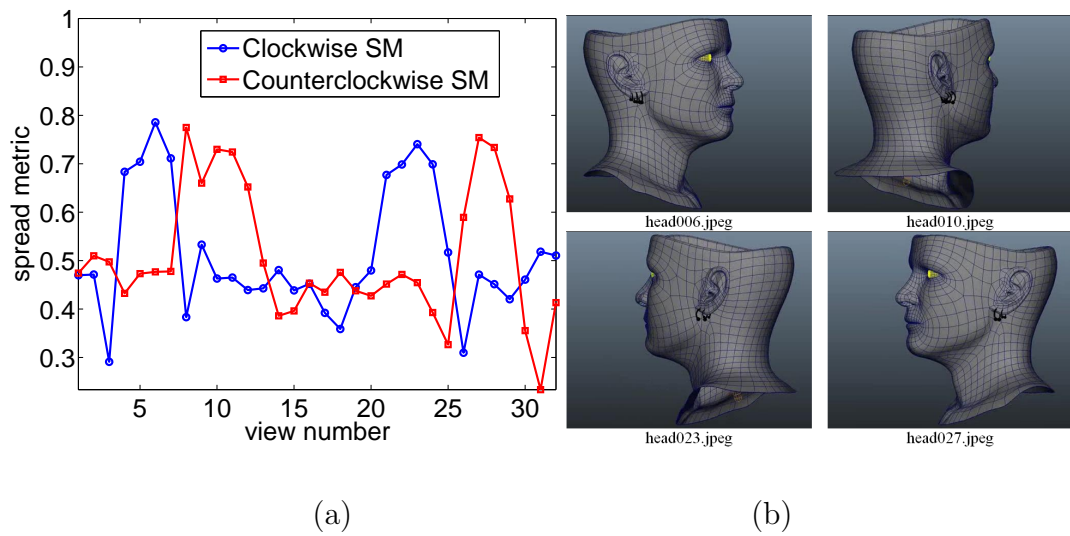 1
0.9
0.8
0.7
0.6
0.5
0.4
0.3
spread metric
Clockwise SM
Counterclockwise SM
5 10 15 20 25 30
view number
head006.jpeg
head010.jpeg
head023.jpeg
head027.jpeg
(a)
(b)